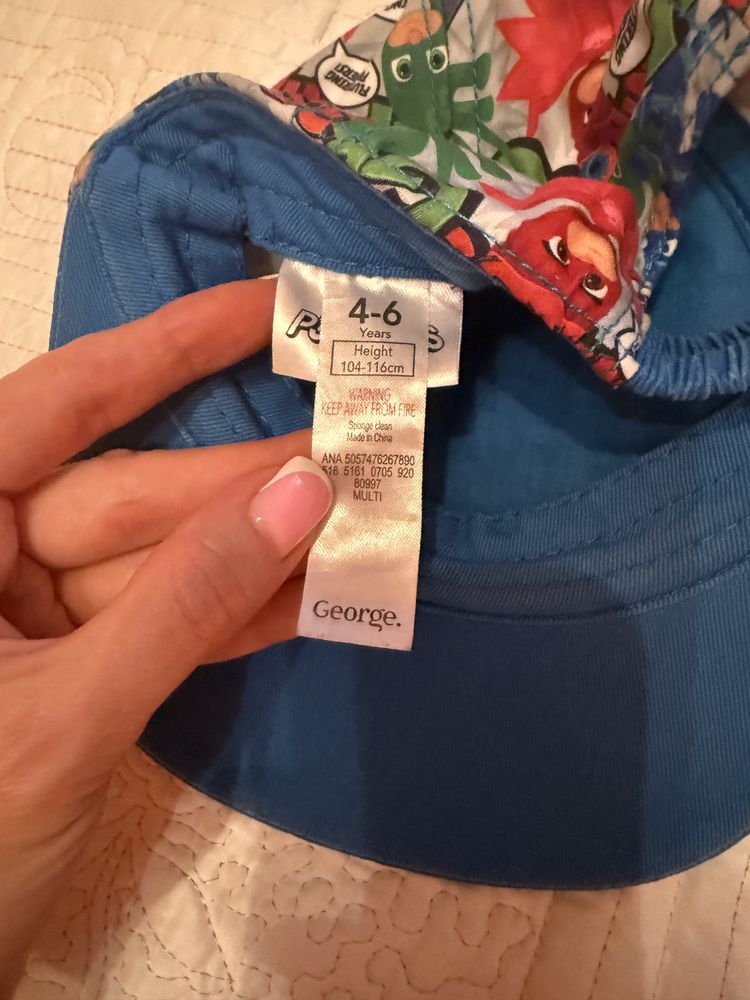 4-6
Years
Height
104-116cm
WARNING
KEEP AWAY FROM FIRE
Sponge clean
Made in China
ANA 5057476267890
516 5161 0705 920
80997
MULTI
George.